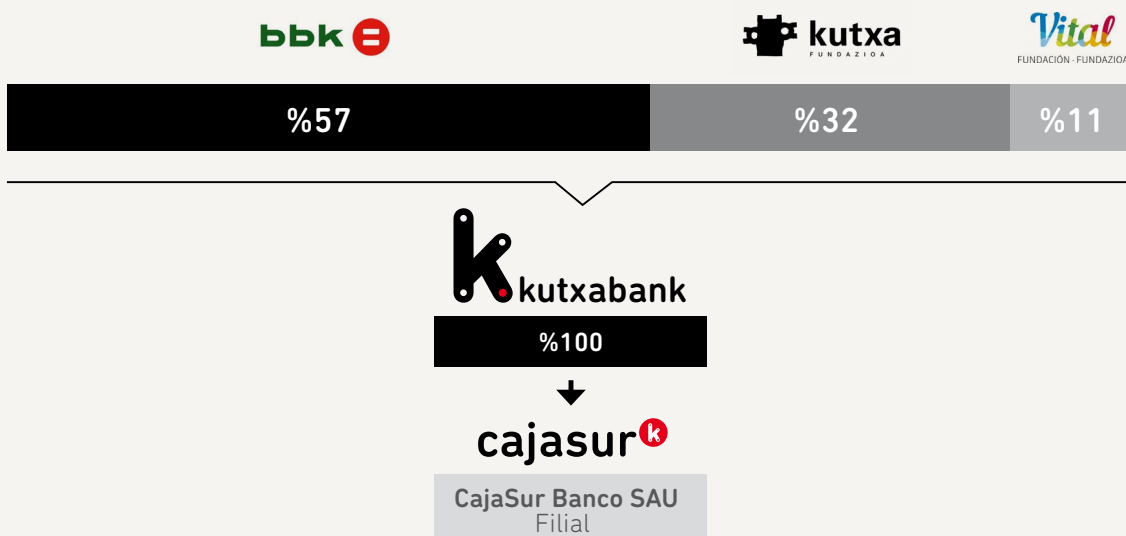 bbk
kutxa
FUNDAZIOA
Vital
FUNDACIÓN - FUNDAZIOA
%57
%32
%11
k kutxabank
%100
cajasur k
CajaSur Banco SAU
Filial